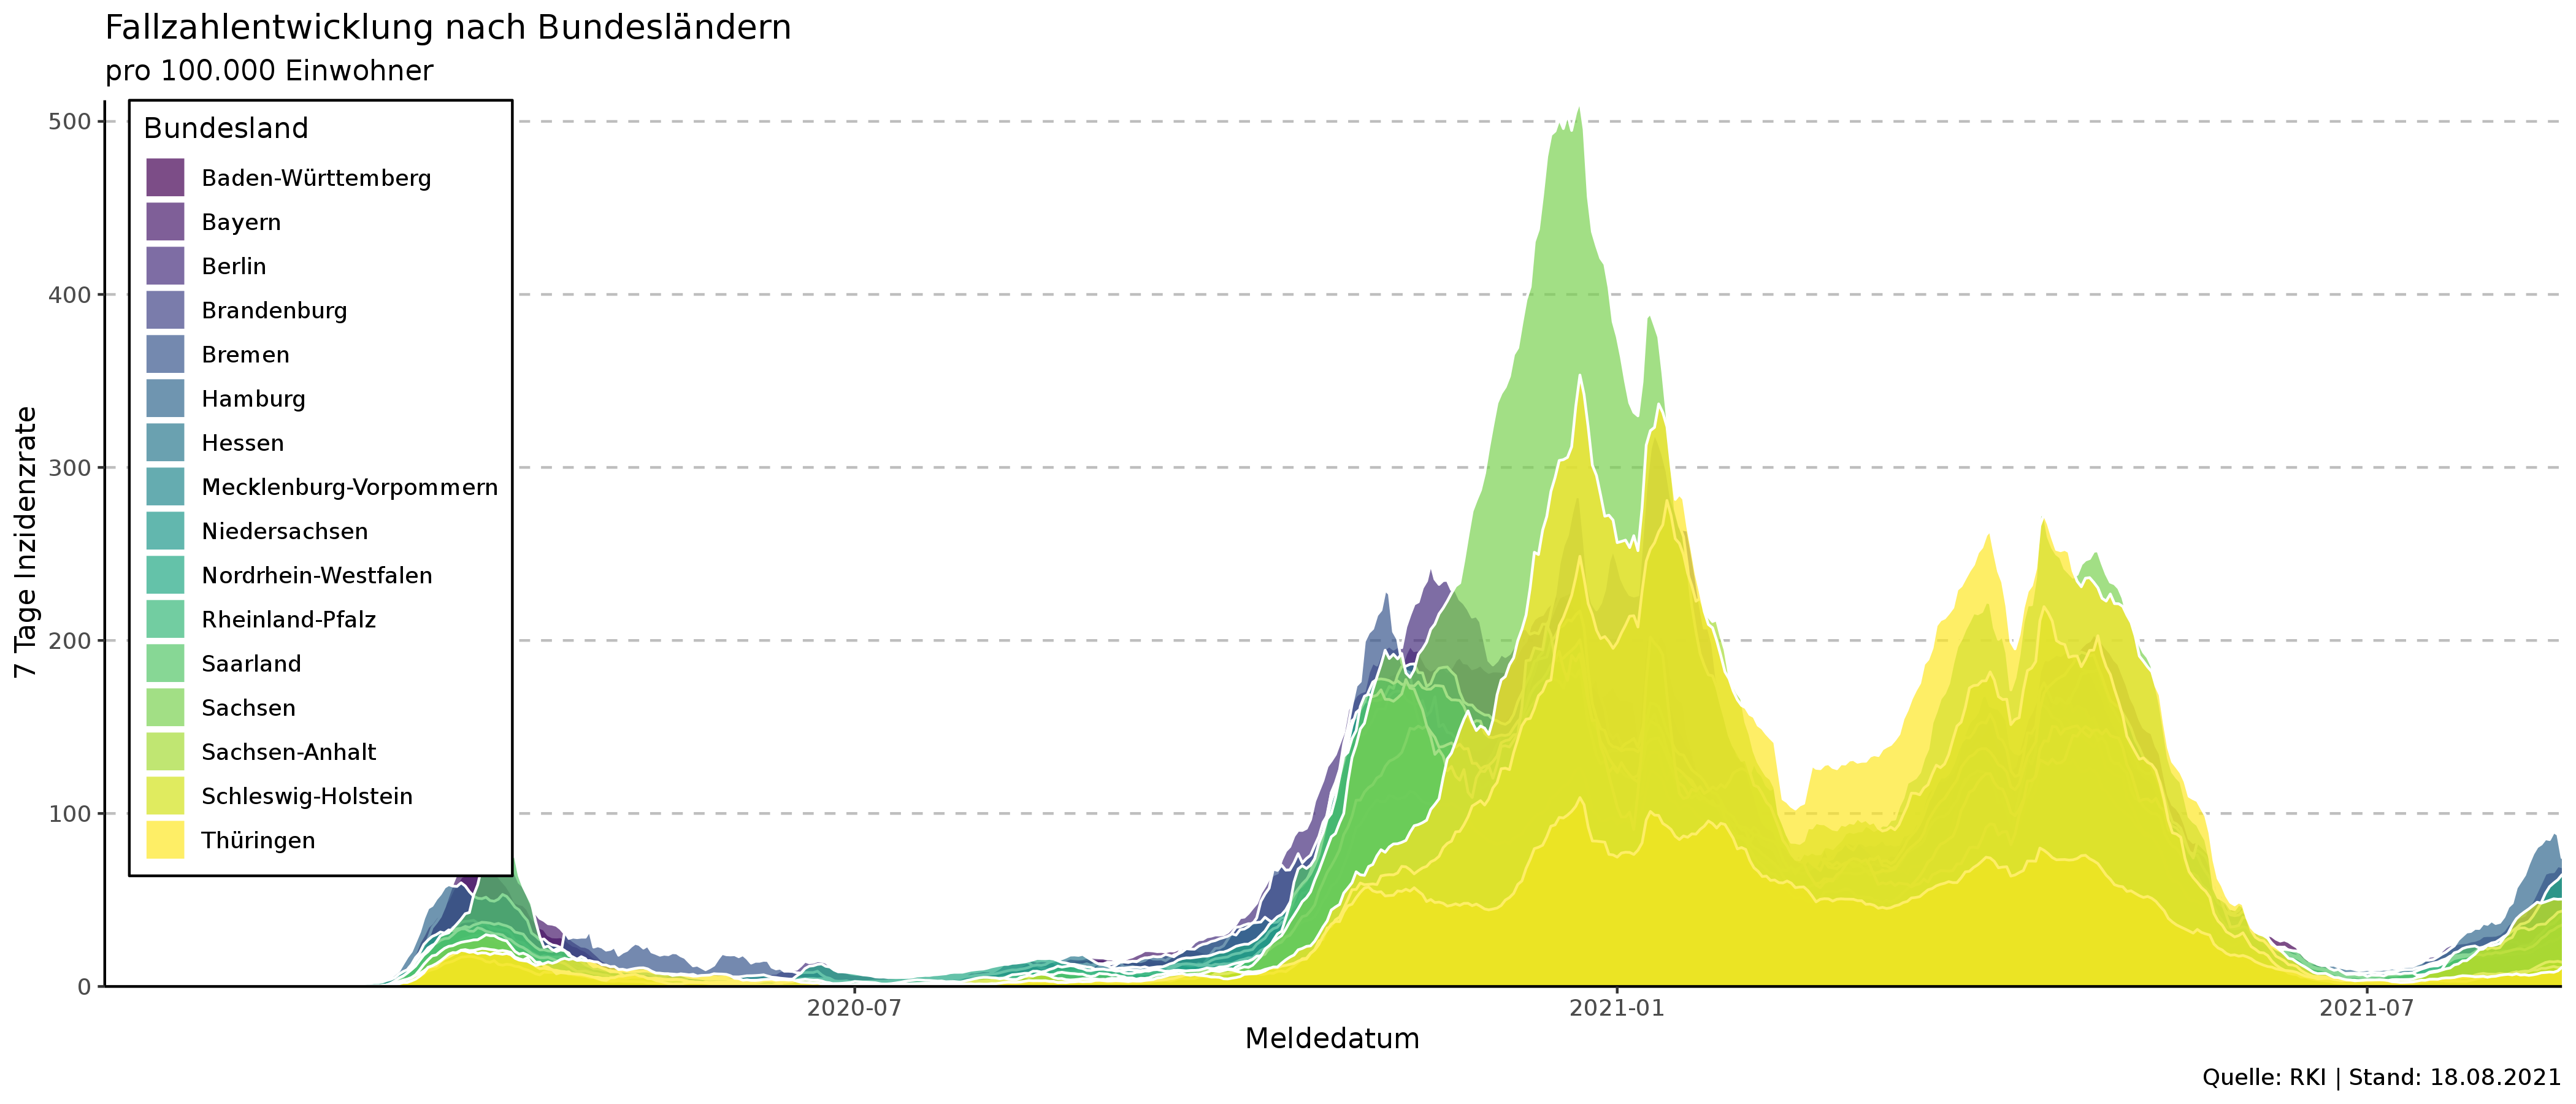 Fallzahlentwicklung nach Bundesländern
pro 100.000 Einwohner
Bundesland
Baden-Württemberg
Bayern
Berlin
Brandenburg
Bremen
Hamburg
Hessen
Mecklenburg-Vorpommern
Niedersachsen
Nordrhein-Westfalen
Rheinland-Pfalz
Saarland
Sachsen
Sachsen-Anhalt
Schleswig-Holstein
Thüringen
7 Tage Inzidenzrate
500
400
300
200
100
0
2020-07
2021-01
2021-07
Meldedatum
Quelle: RKI | Stand: 18.08.2021